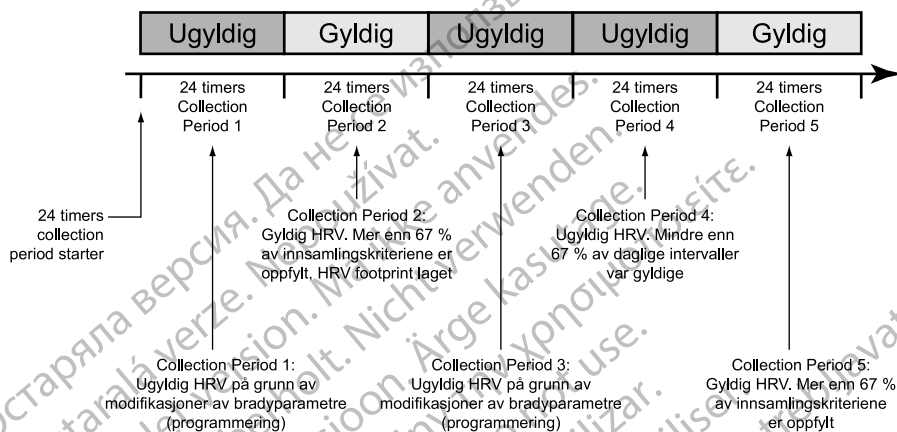 Ugyldig Gyldig Ugyldig Ugyldig Gyldig
24 timers Collection Period 1
24 timers Collection Period 2
24 timers Collection Period 3
24 timers Collection Period 4
24 timers Collection Period 5
24 timers
collection
period starter
Collection Period 2:
Gyldig HRV. Mer enn 67 %
av innsamlingskriteriene er
oppfylt, HRV footprint laget
Collection Period 4:
Ugyldig HRV. Mindre enn
67 % av daglige intervaller
var gyldige
Collection Period 1:
Ugyldig HRV på grunn av
modifikasjoner av bradyparametre
(programmering)
Collection Period 3:
Ugyldig HRV på grunn av
modifikasjoner av bradyparametre
(programmering)
Collection Period 5:
Gyldig HRV. Mer enn 67 %
av innsamlingskriteriene
er oppfylt